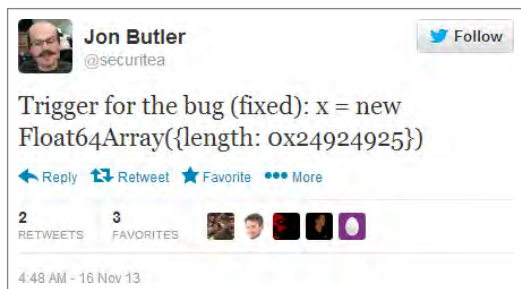 Jon Butler
@securitea
Follow
Trigger for the bug (fixed): x = new
Float64Array({length: 0x24924925})
Reply Retweet Favorite More
2 3
RETWEETS FAVORITES
4:48 AM - 16 Nov 13